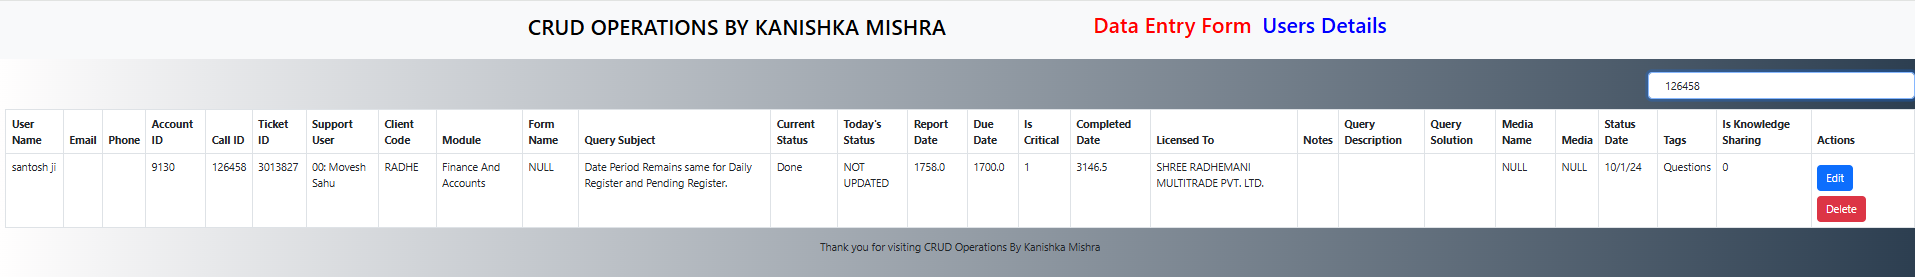 CRUD OPERATIONS BY KANISHKA MISHRA
Data Entry Form Users Details
126458
User Name Email Phone Account ID Call ID Ticket ID Support User Client Code Module Form Name Query Subject Current Status Today's Status Report Date Due Date Is Critical Completed Date Licensed To Notes Query Description Query Solution Media Name Media Status Date Tags Is Knowledge Sharing Actions
santosh ji 9130 126458 3013827 00: Movesh Sahu RADHE Finance And Accounts NULL Date Period Remains same for Daily Register and Pending Register. Done NOT UPDATED 1758.0 1700.0 1 3146.5 SHREE RADHEMANI MULTITRADE PVT. LTD. NULL NULL 10/1/24 Questions 0
Edit
Delete
Thank you for visiting CRUD Operations By Kanishka Mishra